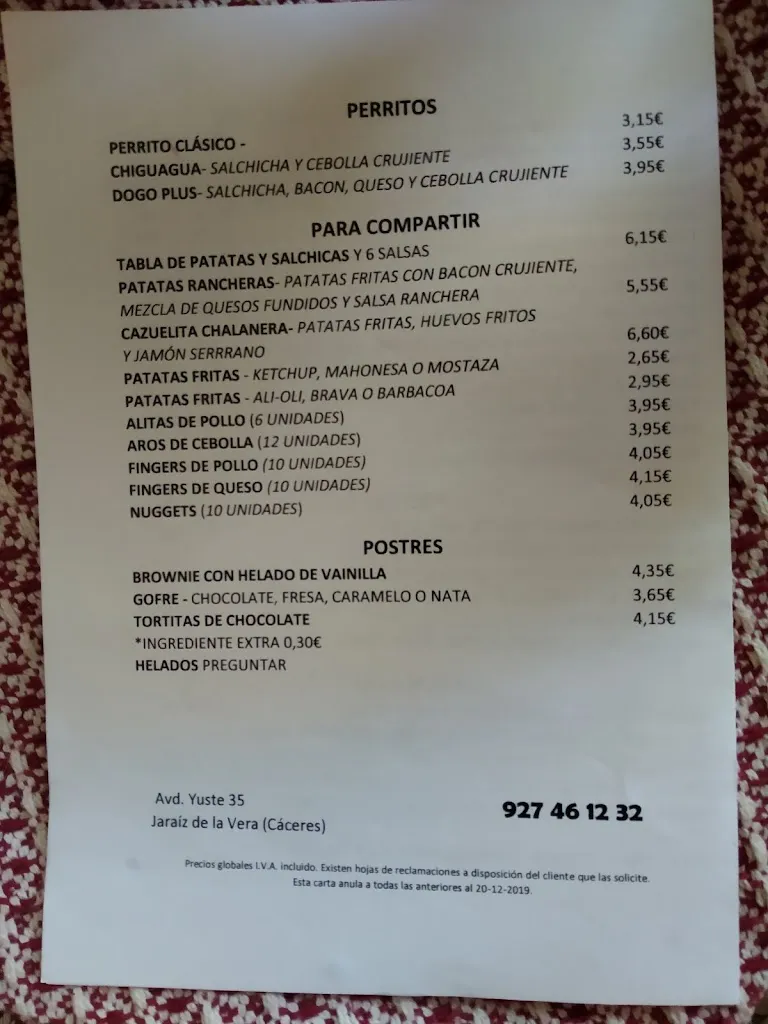 PERRITOS
PERRITO CLÁSICO - 3,15€
CHIGUAGUA- SALCHICHA Y CEBOLLA CRUJIENTE 3,55€
DOGO PLUS- SALCHICHA, BACON, QUESO Y CEBOLLA CRUJIENTE 3,95€
PARA COMPARTIR
TABLA DE PATATAS Y SALCHICAS Y 6 SALSAS 6,15€
PATATAS RANCHERAS- PATATAS FRITAS CON BACON CRUJIENTE,
MEZCLA DE QUESOS FUNDIDOS Y SALSA RANCHERA 5,55€
CAZUELITA CHALANERA- PATATAS FRITAS, HUEVOS FRITOS
Y JAMÓN SERRRANO 6,60€
PATATAS FRITAS - KETCHUP, MAHONESA O MOSTAZA 2,65€
PATATAS FRITAS - ALI-OLI, BRAVA O BARBACOA 2,95€
ALITAS DE POLLO (6 UNIDADES) 3,95€
AROS DE CEBOLLA (12 UNIDADES) 3,95€
FINGERS DE POLLO (10 UNIDADES) 4,05€
FINGERS DE QUESO (10 UNIDADES) 4,15€
NUGGETS (10 UNIDADES) 4,05€
POSTRES
BROWNIE CON HELADO DE VAINILLA 4,35€
GOFRE - CHOCOLATE, FRESA, CARAMELO O NATA 3,65€
TORTITAS DE CHOCOLATE 4,15€
*INGREDIENTE EXTRA 0,30€
HELADOS PREGUNTAR
Avd. Yuste 35
Jaraíz de la Vera (Cáceres)
927 46 12 32
Precios globales I.V.A. incluido. Existen hojas de reclamaciones a disposición del cliente que las solicite.
Esta carta anula a todas las anteriores al 20-12-2019.